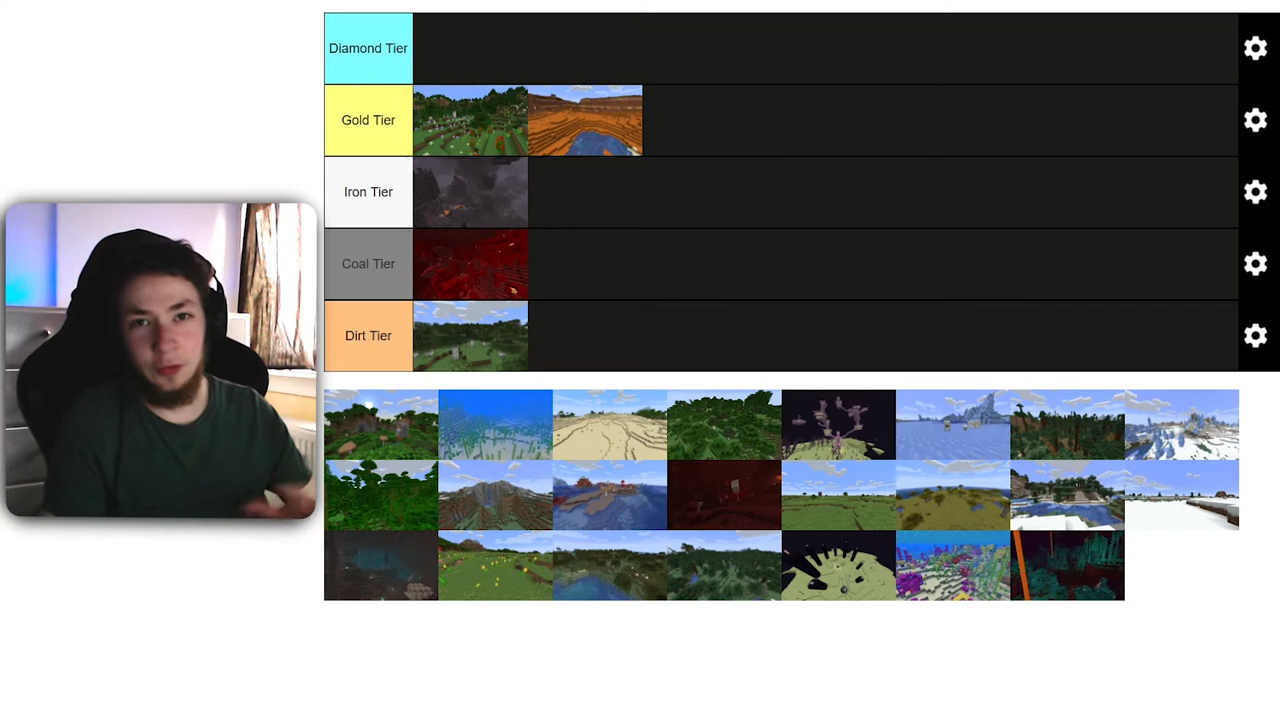 Diamond Tier
Gold Tier
Iron Tier
Coal Tier
Dirt Tier